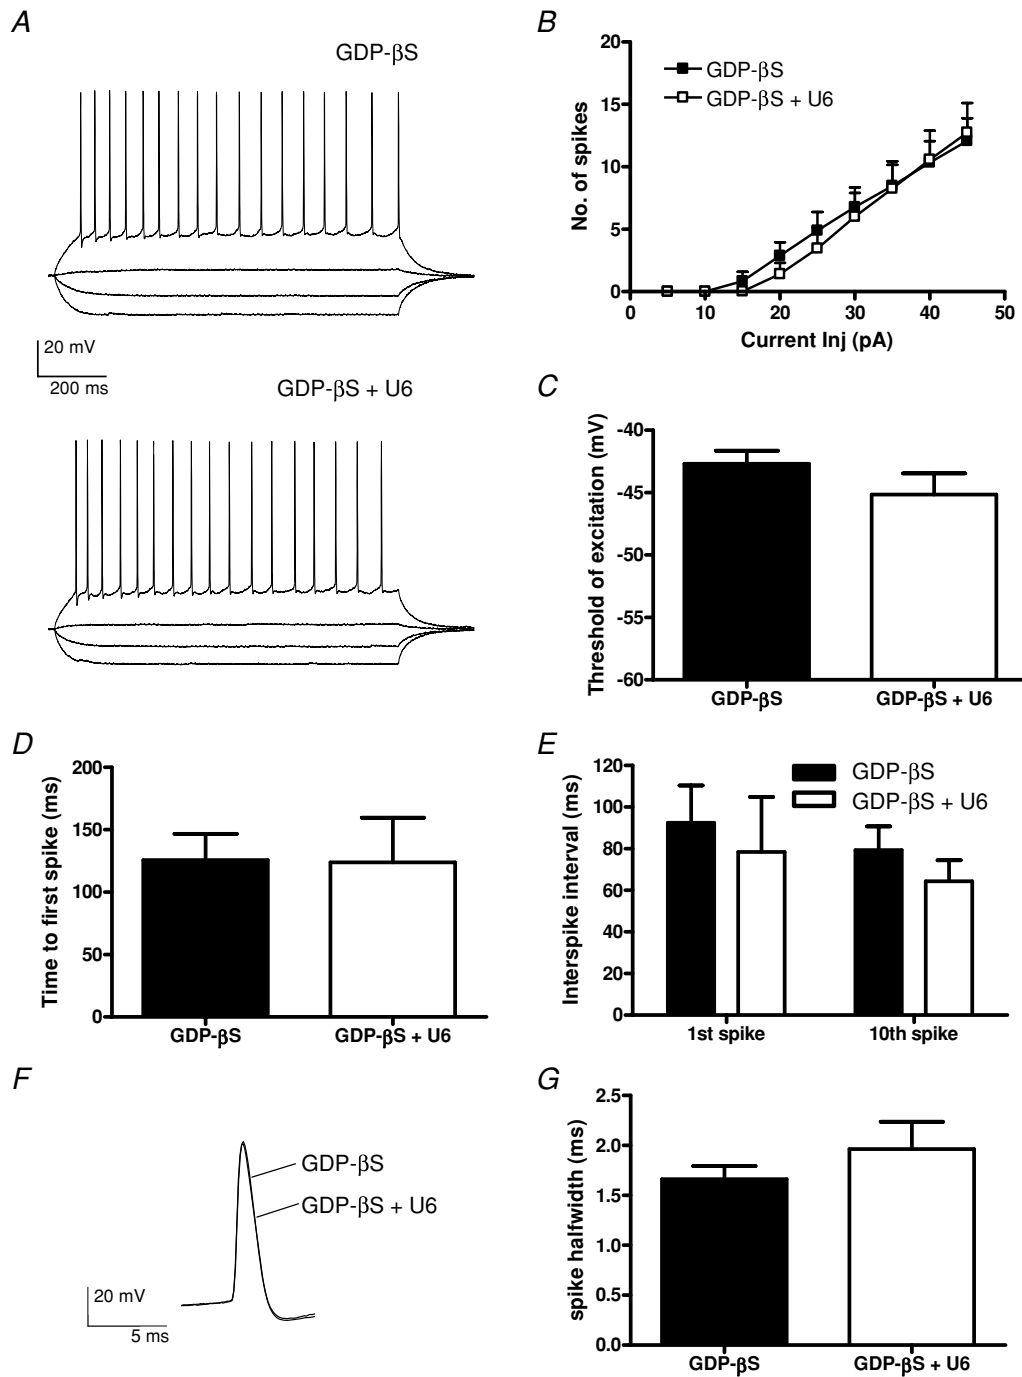 A
GDP-βS
20 mV
200 ms
GDP-βS + U6
B
No. of spikes
20
15
10
5
0
GDP-βS
GDP-βS + U6
0 10 20 30 40 50
Current Inj (pA)
C
Threshold of excitation (mV)
-40
-45
-50
-55
-60
GDP-βS GDP-βS + U6
D
Time to first spike (ms)
200
150
100
50
0
GDP-βS GDP-βS + U6
E
Interspike interval (ms)
120
100
80
60
40
20
0
GDP-βS
GDP-βS + U6
1st spike 10th spike
F
GDP-βS
GDP-βS + U6
20 mV
5 ms
G
spike halfwidth (ms)
2.5
2.0
1.5
1.0
0.5
0.0
GDP-βS GDP-βS + U6